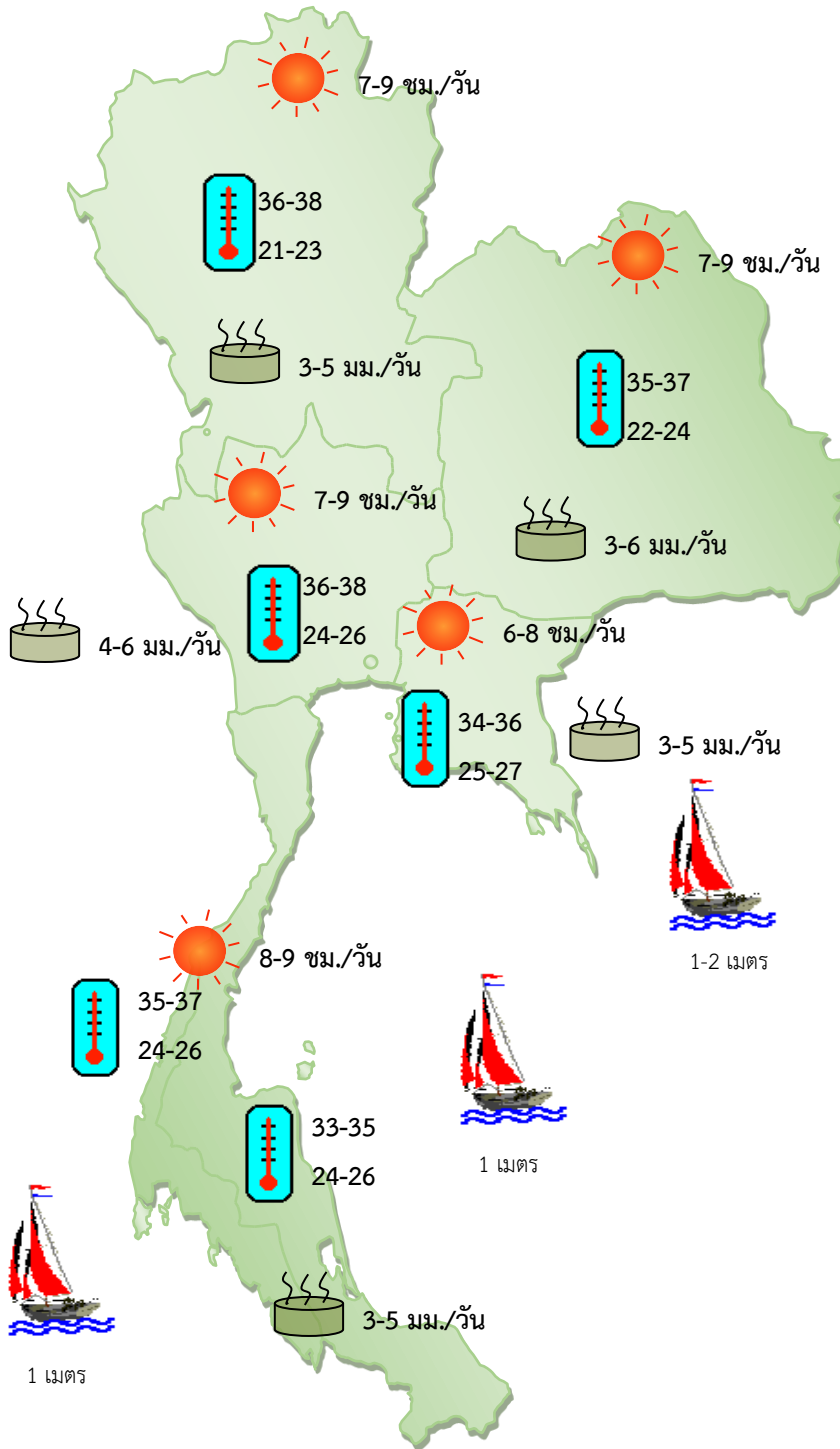 7-9 ชม./วัน
36-38
21-23
7-9 ชม./วัน
3-5 มม./วัน
35-37
22-24
7-9 ชม./วัน
3-6 มม./วัน
36-38
24-26
6-8 ชม./วัน
4-6 มม./วัน
34-36
25-27
3-5 มม./วัน
8-9 ชม./วัน
1-2 เมตร
35-37
24-26
33-35
24-26
1 เมตร
3-5 มม./วัน
1 เมตร